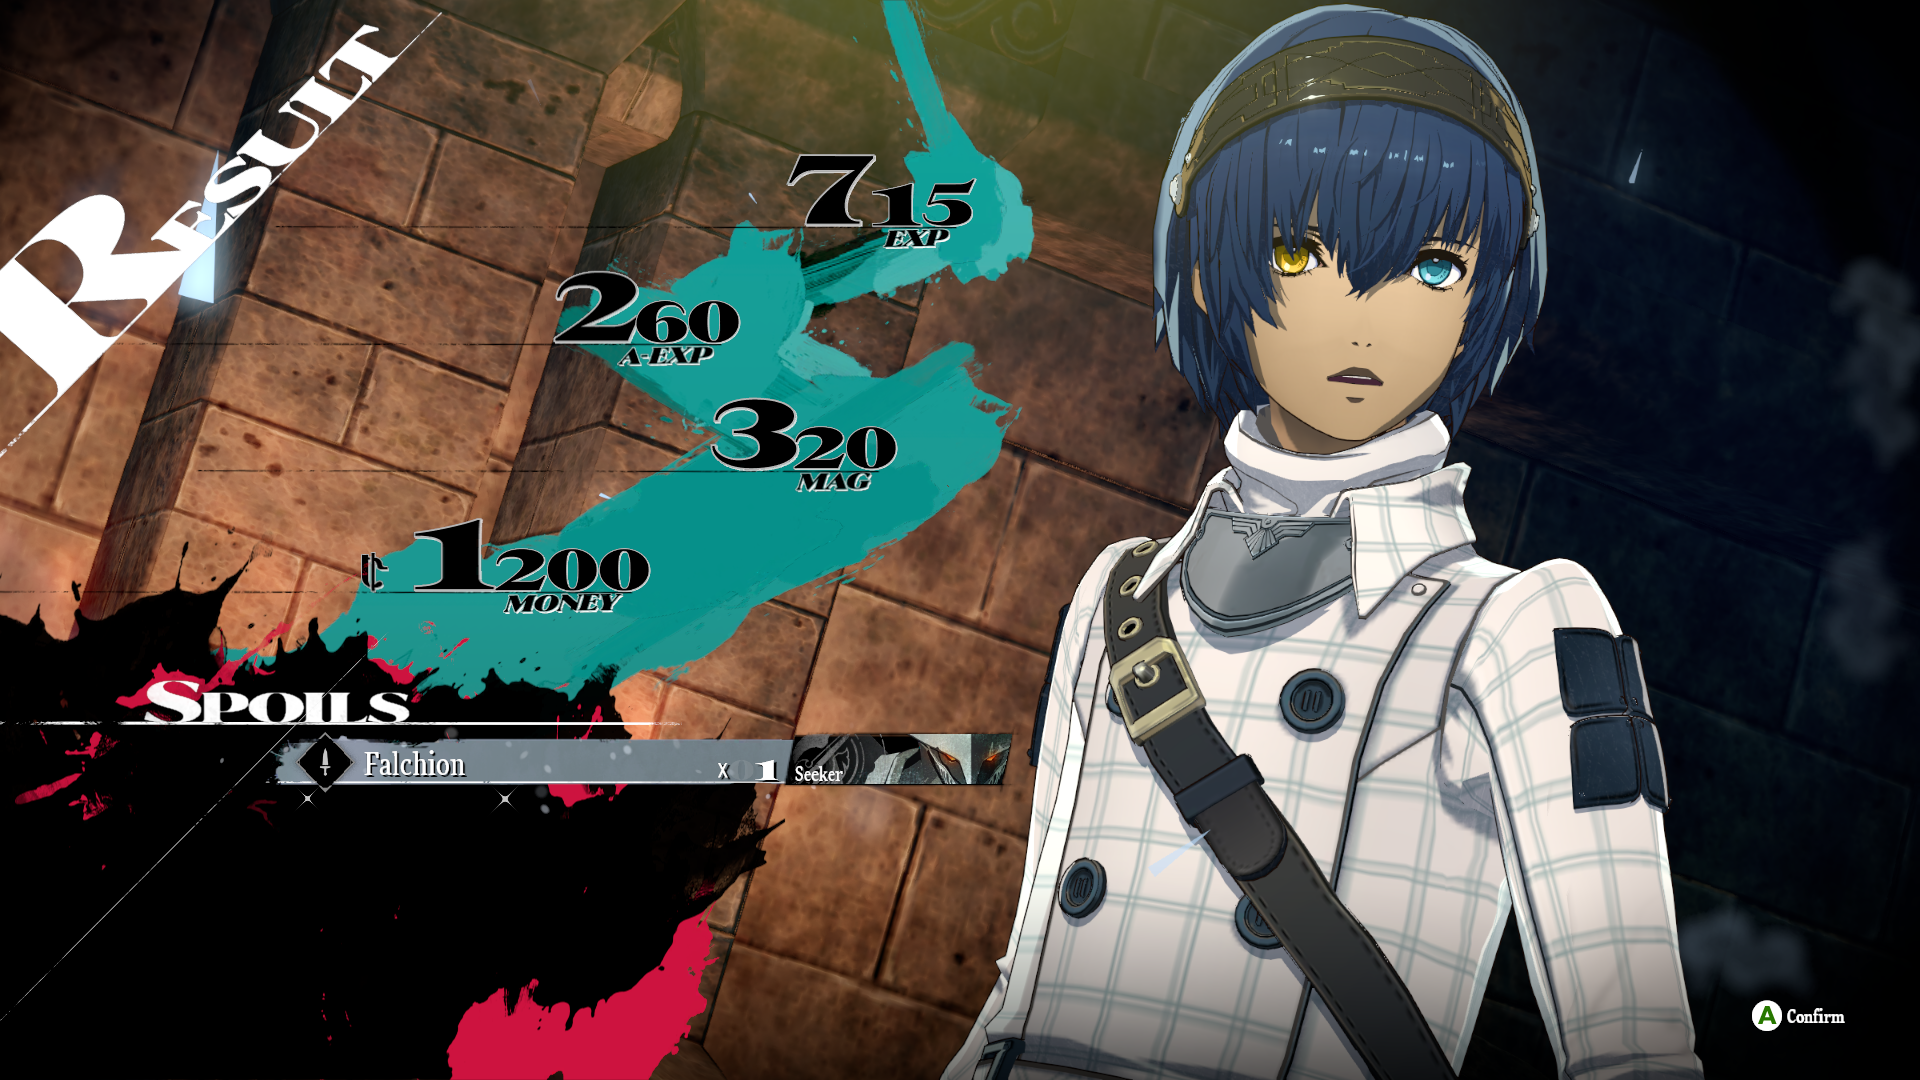 RESULT
715
EXP
260
A-EXP
320
MAG
1200
MONEY
SPOILS
Falchion x 1 Seeker
A Confirm